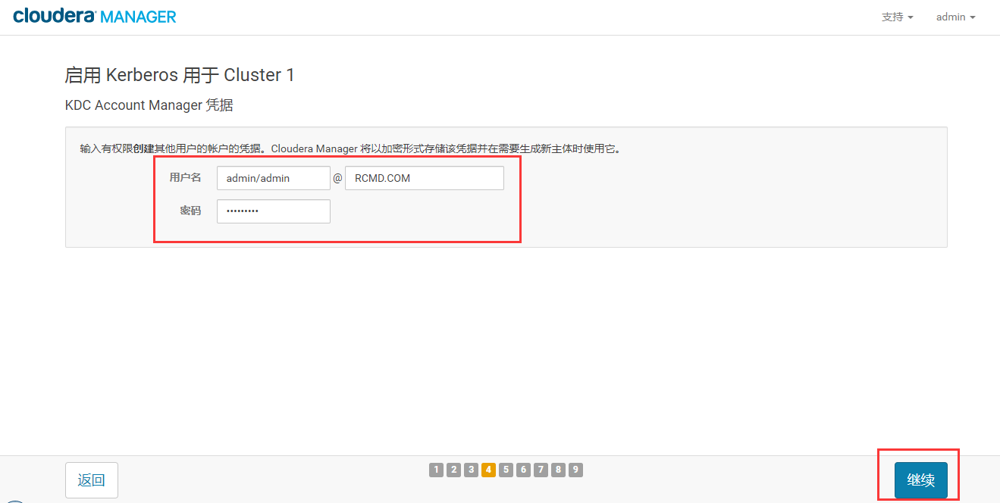 cloudera MANAGER 支持 admin
启用 Kerberos 用于 Cluster 1
KDC Account Manager 凭据
输入有权限创建其他用户的帐户的凭据。Cloudera Manager 将以加密形式存储该凭据并在需要生成新主体时使用它。
用户名 admin/admin @ RCMD.COM
密码 •••••••••
返回 1 2 3 4 5 6 7 8 9 继续